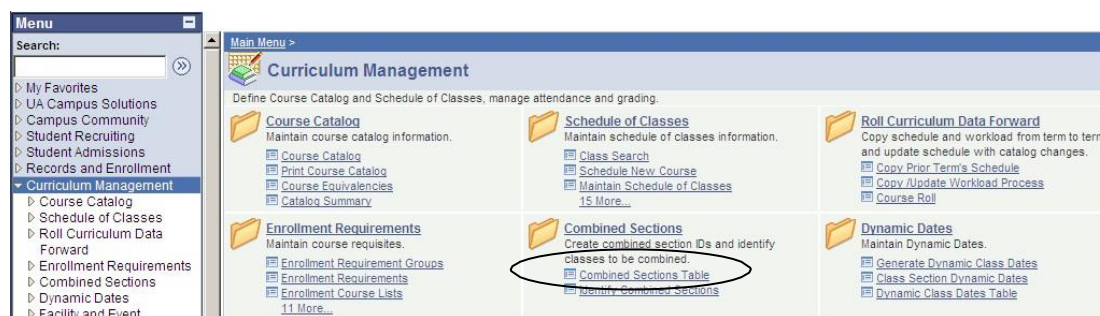 Menu
Search:
My Favorites
UA Campus Solutions
Campus Community
Student Recruiting
Student Admissions
Records and Enrollment
Curriculum Management
Course Catalog
Schedule of Classes
Roll Curriculum Data
Forward
Enrollment Requirements
Combined Sections
Dynamic Dates
Facility and Event
Main Menu >
Curriculum Management
Define Course Catalog and Schedule of Classes, manage attendance and grading.
Course Catalog
Maintain course catalog information.
Course Catalog
Print Course Catalog
Course Equivalencies
Catalog Summary
Schedule of Classes
Maintain schedule of classes information.
Class Search
Schedule New Course
Maintain Schedule of Classes
15 More...
Roll Curriculum Data Forward
Copy schedule and workload from term to term
and update schedule with catalog changes.
Copy Prior Term's Schedule
Copy /Update Workload Process
Course Roll
Enrollment Requirements
Maintain course requisites.
Enrollment Requirement Groups
Enrollment Requirements
Enrollment Course Lists
11 More...
Combined Sections
Create combined section IDs and identify
classes to be combined.
Combined Sections Table
Identify Combined Sections
Dynamic Dates
Maintain Dynamic Dates.
Generate Dynamic Class Dates
Class Section Dynamic Dates
Dynamic Class Dates Table